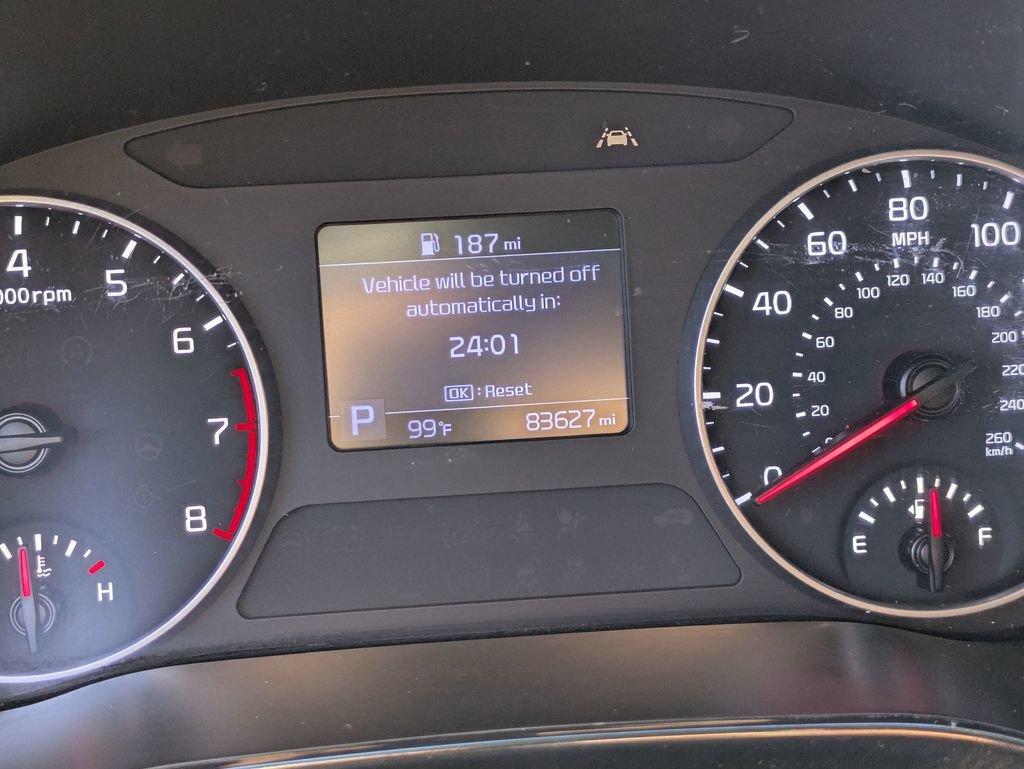 187 mi
Vehicle will be turned off
automatically in:
24:01
OK : Reset
P
99°F
83627 mi
4
5
6
7
8
000rpm
H
0
20
40
60
80
100
MPH
20
40
60
80
100
120
140
160
180
200
220
240
260
km/h
E
F